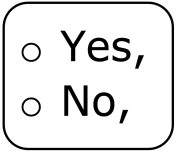 Yes,
No,